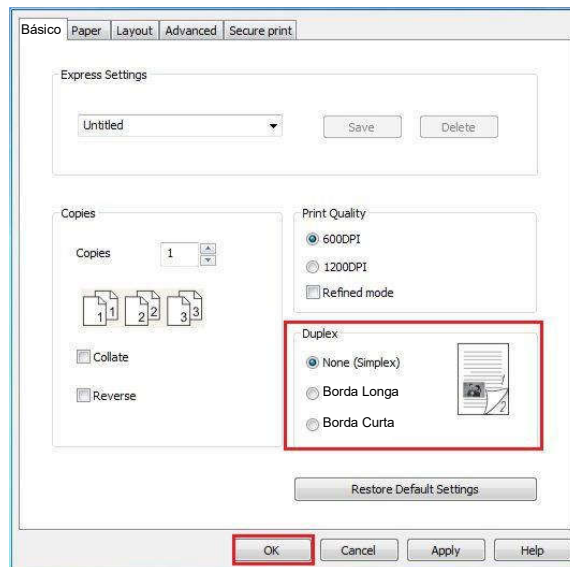 Básico Paper Layout Advanced Secure print
Express Settings
Untitled Save Delete
Copies
Copies 1
1 1 2 2 3 3
Collate
Reverse
Print Quality
600DPI
1200DPI
Refined mode
Duplex
None (Simplex)
Borda Longa
Borda Curta
1
2
Restore Default Settings
OK Cancel Apply Help